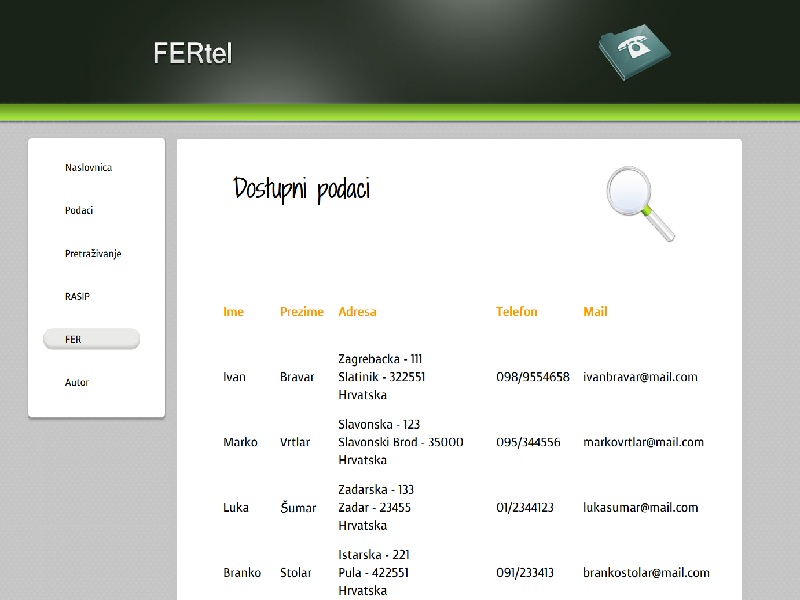 FERtel
Naslovnica
Podaci
Pretraživanje
RASIP
FER
Autor
Dostupni podaci
Ime Prezime Adresa Telefon Mail
Zagrebacka - 111
Ivan Bravar Slatinik - 322551 098/9554658 ivanbravar@mail.com
Hrvatska
Slavonska - 123
Marko Vrtlar Slavonski Brod - 35000 095/344556 markovrtlar@mail.com
Hrvatska
Zadarska - 133
Luka Šumar Zadar - 23455 01/2344123 lukasumar@mail.com
Hrvatska
Istarska - 221
Branko Stolar Pula - 422551 091/233413 brankostolar@mail.com
Hrvatska